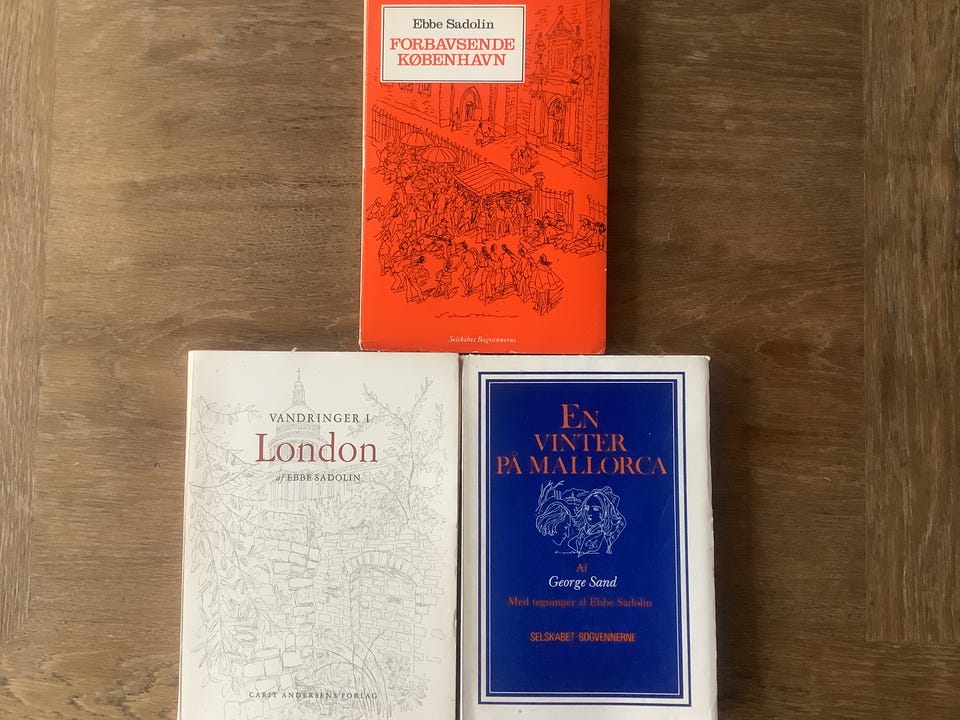 Ebbe Sadolin
FORBAVSENDE
KØBENHAVN
Selskabet Bogvennerne
VANDRINGER I
London
af EBBE SADOLIN
CARIT ANDERSENS FORLAG
EN
VINTER
PÅ MALLORCA
Af
George Sand
Med tegninger af Ebbe Sadolin
SELSKABET BOGVENNERNE